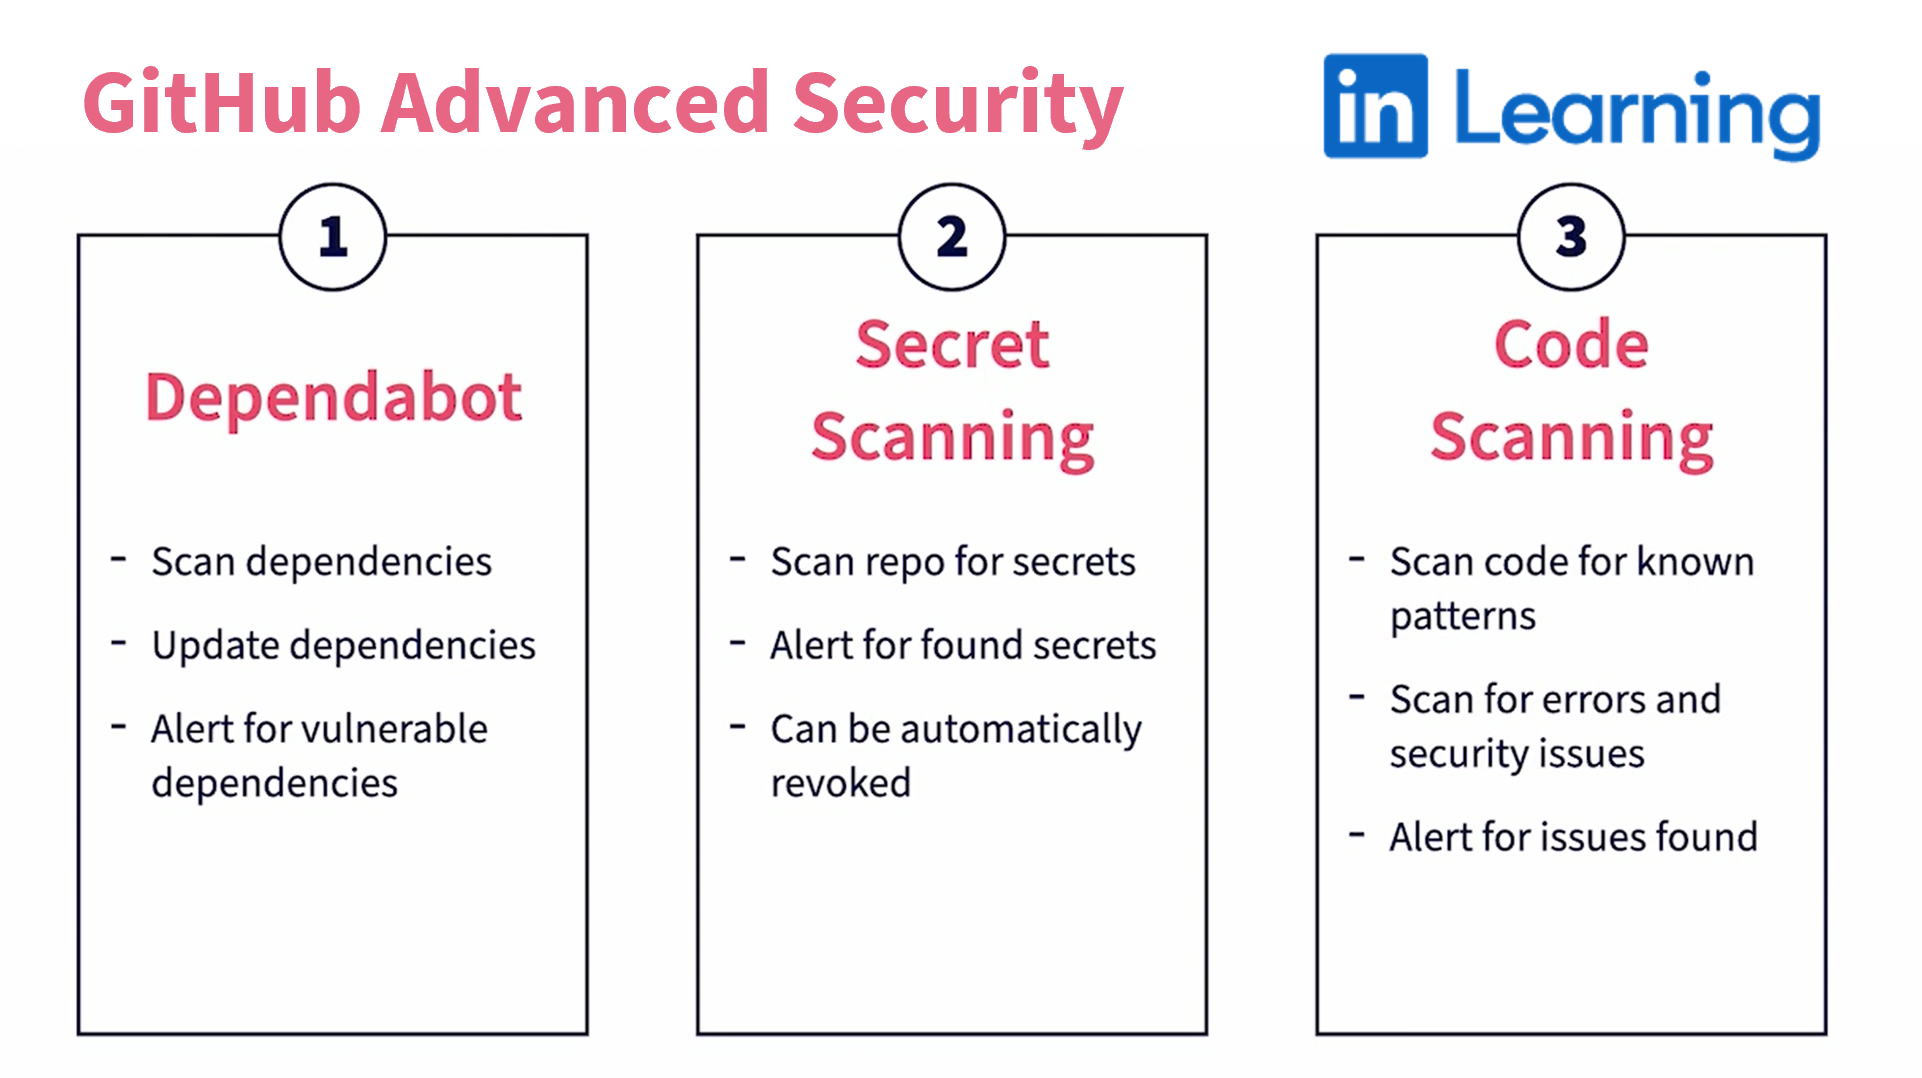 GitHub Advanced Security
in Learning
1
Dependabot
- Scan dependencies
- Update dependencies
- Alert for vulnerable
dependencies
2
Secret
Scanning
- Scan repo for secrets
- Alert for found secrets
- Can be automatically
revoked
3
Code
Scanning
- Scan code for known
patterns
- Scan for errors and
security issues
- Alert for issues found